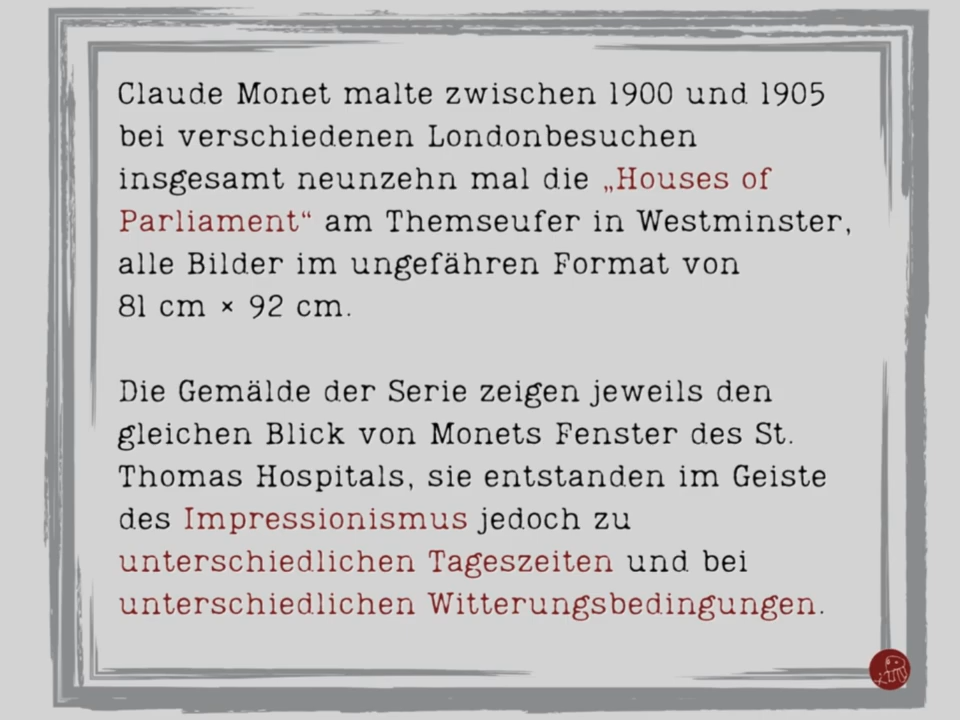 Claude Monet malte zwischen 1900 und 1905
bei verschiedenen Londonbesuchen
insgesamt neunzehn mal die „Houses of
Parliament“ am Themseufer in Westminster,
alle Bilder im ungefähren Format von
81 cm × 92 cm.
Die Gemälde der Serie zeigen jeweils den
gleichen Blick von Monets Fenster des St.
Thomas Hospitals, sie entstanden im Geiste
des Impressionismus jedoch zu
unterschiedlichen Tageszeiten und bei
unterschiedlichen Witterungsbedingungen.